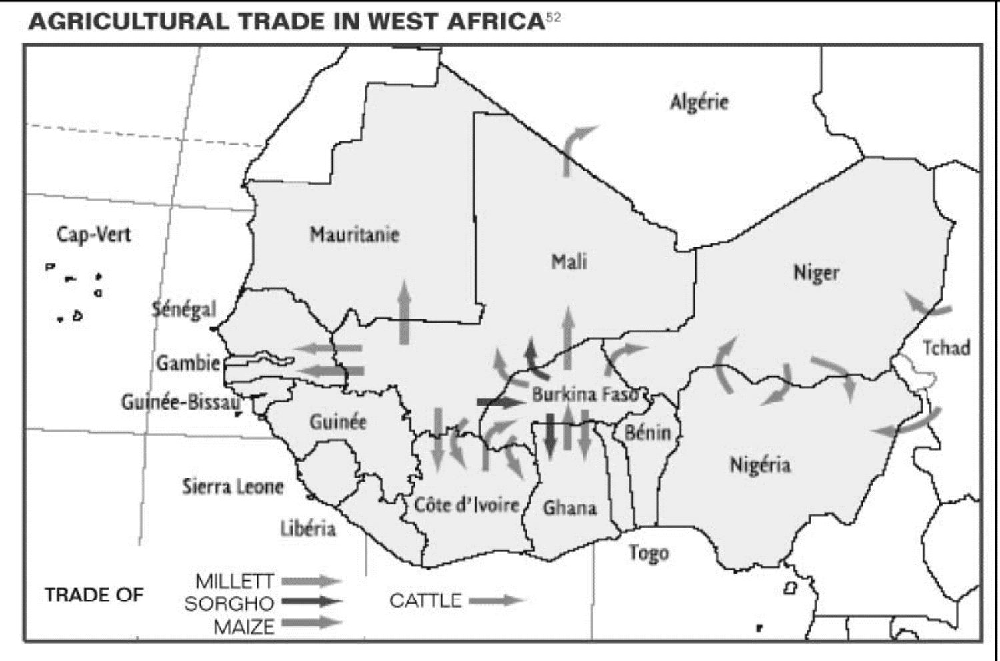 AGRICULTURAL TRADE IN WEST AFRICA52
Algérie
Cap-Vert
Mauritanie
Mali
Niger
Sénégal
Tchad
Gambie
Burkina Faso
Guinée-Bissau
Guinée
Bénin
Nigéria
Sierra Leone
Côte d'Ivoire
Ghana
Libéria
Togo
TRADE OF
MILLETT
SORGHO
MAIZE
CATTLE